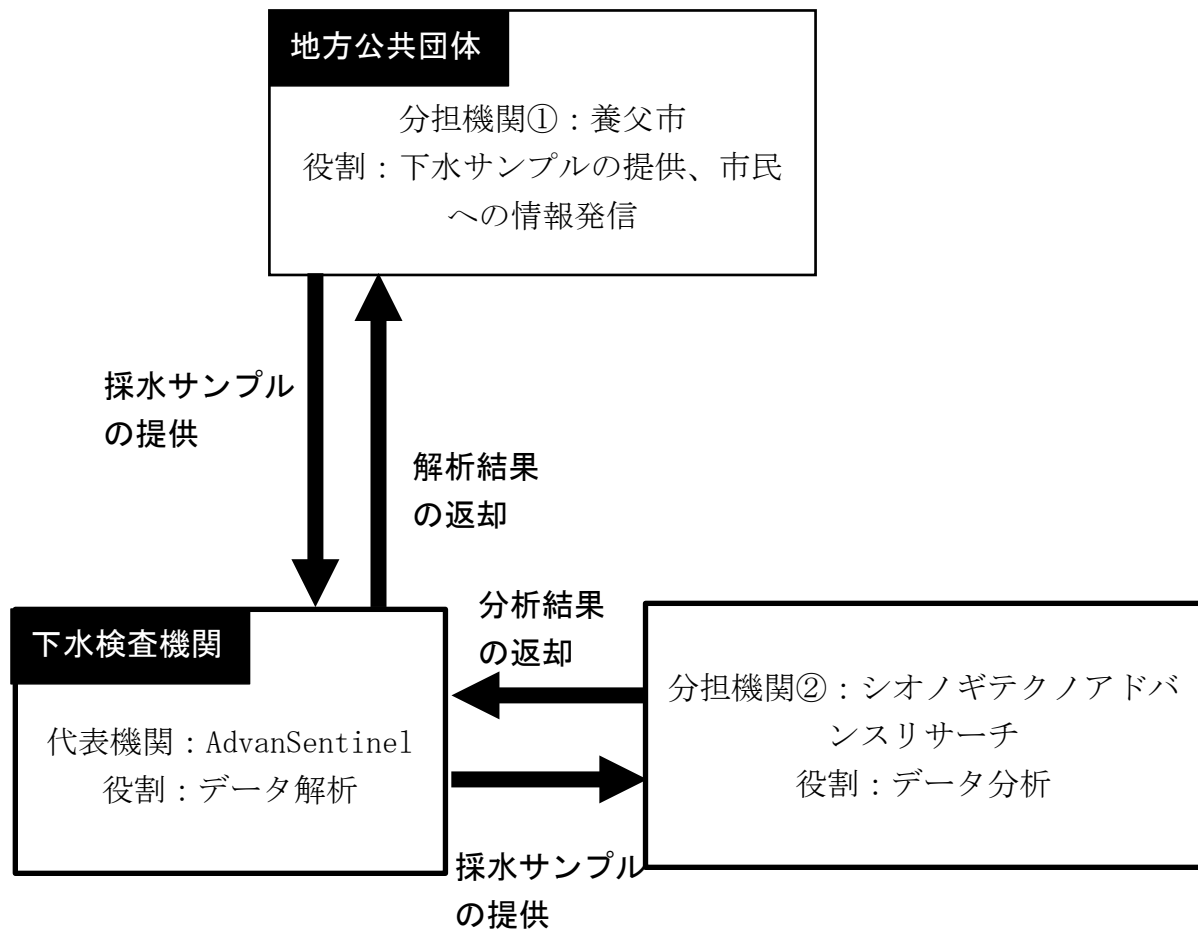 地方公共団体
分担機関①：養父市
役割：下水サンプルの提供、市民
への情報発信
採水サンプル
の提供
解析結果
の返却
下水検査機関
代表機関：AdvanSentinel
役割：データ解析
分析結果
の返却
分担機関②：シオノギテクノアドバ
ンスリサーチ
役割：データ分析
採水サンプル
の提供